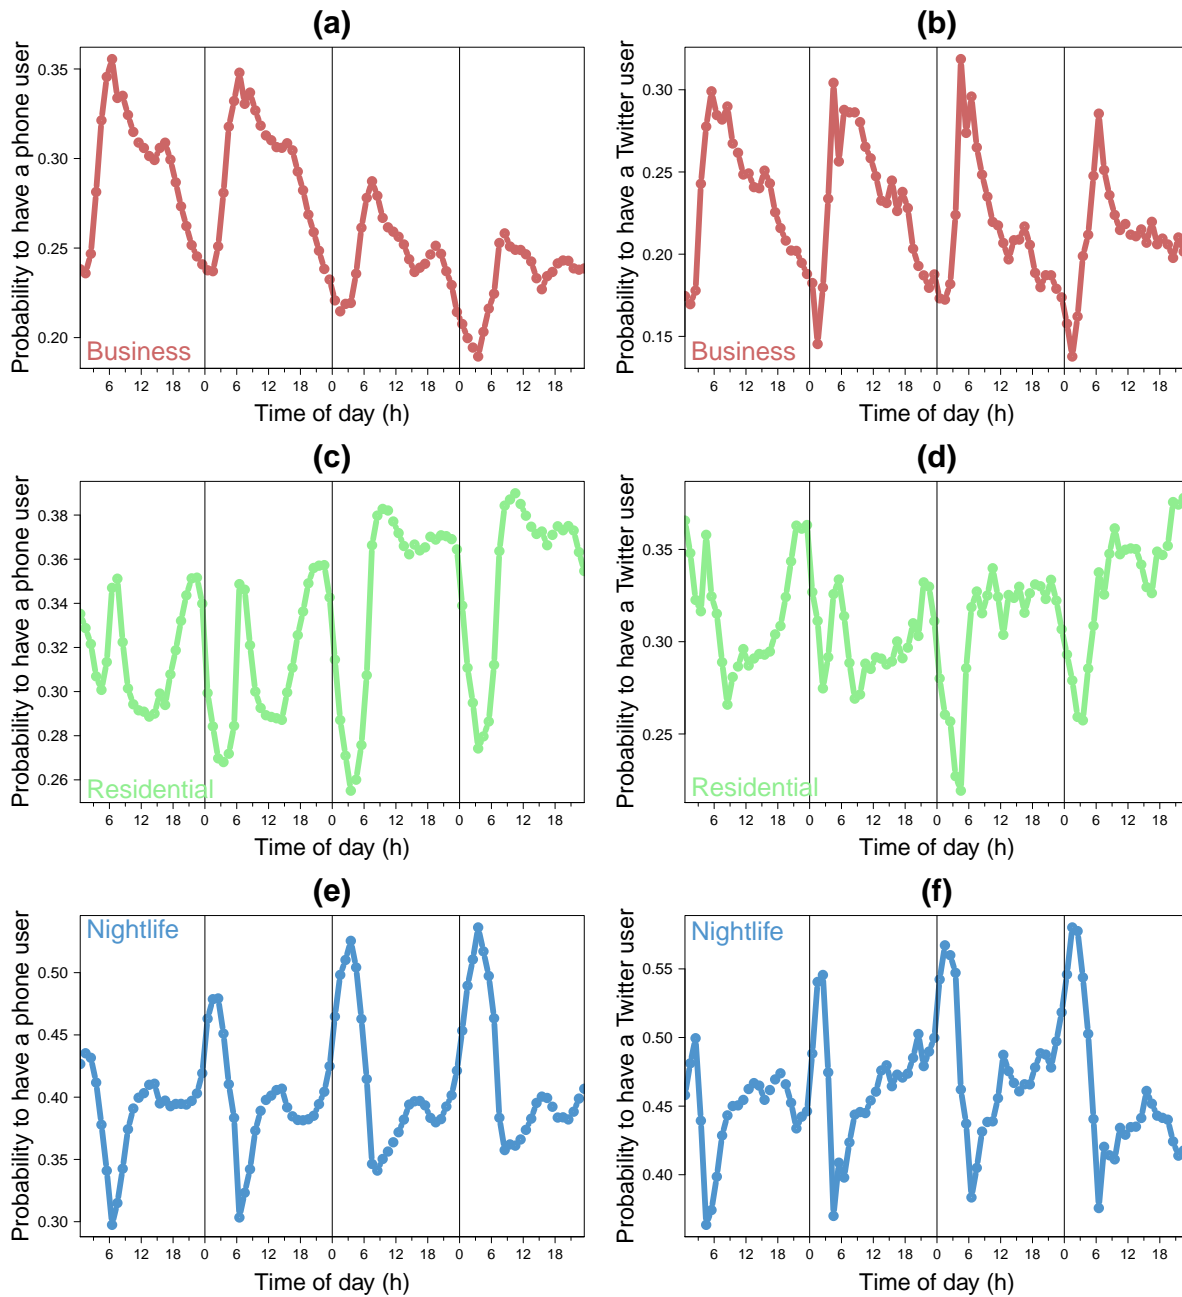 (a)
Probability to have a phone user
0.35
0.30
0.25
0.20
Business
6 12 18 0 6 12 18 0 6 12 18 0 6 12 18
Time of day (h)
(b)
Probability to have a Twitter user
0.30
0.25
0.20
0.15
Business
6 12 18 0 6 12 18 0 6 12 18 0 6 12 18
Time of day (h)
(c)
Probability to have a phone user
0.38
0.36
0.34
0.32
0.30
0.28
0.26
Residential
6 12 18 0 6 12 18 0 6 12 18 0 6 12 18
Time of day (h)
(d)
Probability to have a Twitter user
0.35
0.30
0.25
Residential
6 12 18 0 6 12 18 0 6 12 18 0 6 12 18
Time of day (h)
(e)
Probability to have a phone user
0.50
0.45
0.40
0.35
0.30
Nightlife
6 12 18 0 6 12 18 0 6 12 18 0 6 12 18
Time of day (h)
(f)
Probability to have a Twitter user
0.55
0.50
0.45
0.40
Nightlife
6 12 18 0 6 12 18 0 6 12 18 0 6 12 18
Time of day (h)